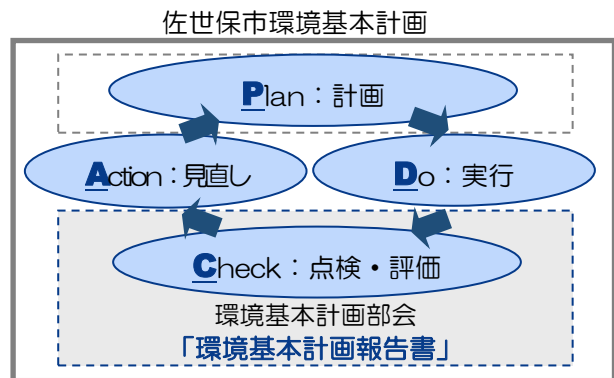 佐世保市環境基本計画
Plan：計画
Action：見直し
Do：実行
Check：点検・評価
環境基本計画部会
「環境基本計画報告書」